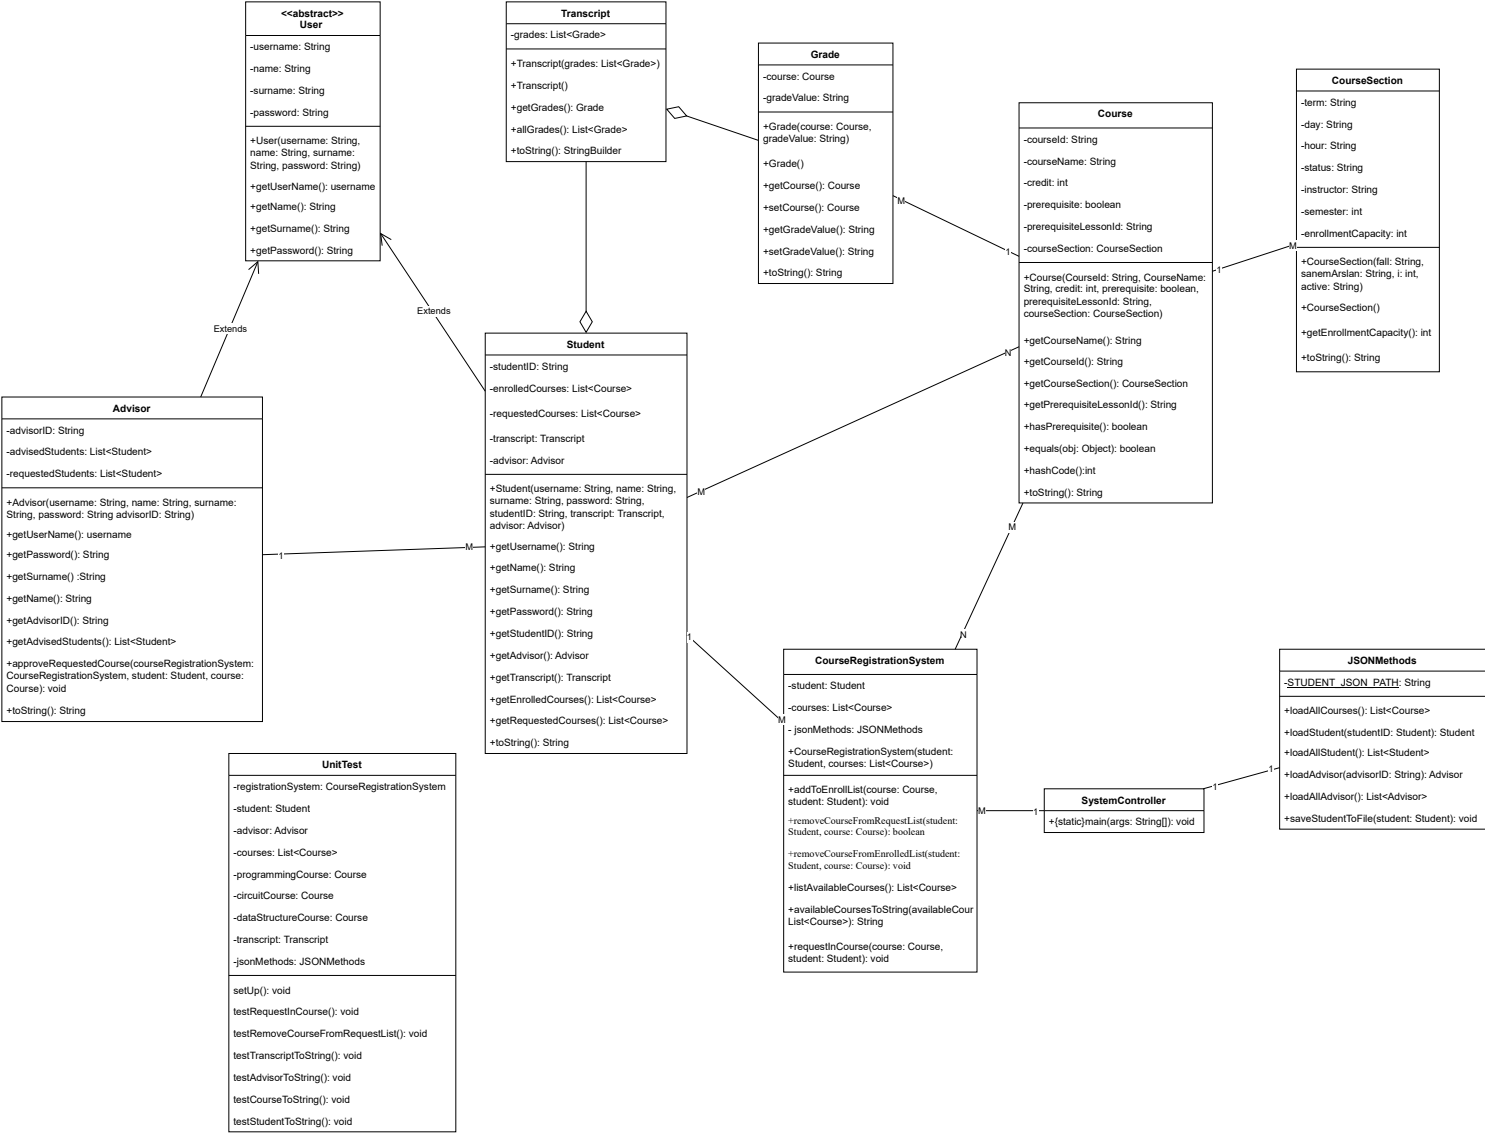 <<abstract>>
User
-username: String
-name: String
-surname: String
-password: String
+User(username: String,
name: String, surname:
String, password: String)
+getUserName(): username
+getName(): String
+getSurname(): String
+getPassword(): String
Transcript
-grades: List<Grade>
+Transcript(grades: List<Grade>)
+Transcript()
+getGrades(): Grade
+allGrades(): List<Grade>
+toString(): StringBuilder
Grade
-course: Course
-gradeValue: String
+Grade(course: Course,
gradeValue: String)
+Grade()
+getCourse(): Course
+setCourse(): Course
+getGradeValue(): String
+setGradeValue(): String
+toString(): String
M
1
Course
-courseId: String
-courseName: String
-credit: int
-prerequisite: boolean
-prerequisiteLessonId: String
-courseSection: CourseSection
+Course(CourseId: String, CourseName:
String, credit: int, prerequisite: boolean,
prerequisiteLessonId: String,
courseSection: CourseSection)
+getCourseName(): String
+getCourseId(): String
+getCourseSection(): CourseSection
+getPrerequisiteLessonId(): String
+hasPrerequisite(): boolean
+equals(obj: Object): boolean
+hashCode():int
+toString(): String
1
M
CourseSection
-term: String
-day: String
-hour: String
-status: String
-instructor: String
-semester: int
-enrollmentCapacity: int
+CourseSection(fall: String,
sanemArslan: String, i: int,
active: String)
+CourseSection()
+getEnrollmentCapacity(): int
+toString(): String
Extends
Extends
Advisor
-advisorID: String
-advisedStudents: List<Student>
-requestedStudents: List<Student>
+Advisor(username: String, name: String, surname:
String, password: String advisorID: String)
+getUserName(): username
+getPassword(): String
+getSurname() :String
+getName(): String
+getAdvisorID(): String
+getAdvisedStudents(): List<Student>
+approveRequestedCourse(courseRegistrationSystem:
CourseRegistrationSystem, student: Student, course:
Course): void
+toString(): String
1
M
Student
-studentID: String
-enrolledCourses: List<Course>
-requestedCourses: List<Course>
-transcript: Transcript
-advisor: Advisor
+Student(username: String, name: String,
surname: String, password: String,
studentID: String, transcript: Transcript,
advisor: Advisor)
+getUsername(): String
+getName(): String
+getSurname(): String
+getPassword(): String
+getStudentID(): String
+getAdvisor(): Advisor
+getTranscript(): Transcript
+getEnrolledCourses(): List<Course>
+getRequestedCourses(): List<Course>
+toString(): String
M
N
1
M
M
N
CourseRegistrationSystem
-student: Student
-courses: List<Course>
- jsonMethods: JSONMethods
+CourseRegistrationSystem(student:
Student, courses: List<Course>)
+addToEnrollList(course: Course,
student: Student): void
+removeCourseFromRequestList(student:
Student, course: Course): boolean
+removeCourseFromEnrolledList(student:
Student, course: Course): void
+listAvailableCourses(): List<Course>
+availableCoursesToString(availableCour
List<Course>): String
+requestInCourse(course: Course,
student: Student): void
M
1
SystemController
+{static}main(args: String[]): void
1
1
JSONMethods
-STUDENT_JSON_PATH: String
+loadAllCourses(): List<Course>
+loadStudent(studentID: Student): Student
+loadAllStudent(): List<Student>
+loadAdvisor(advisorID: String): Advisor
+loadAllAdvisor(): List<Advisor>
+saveStudentToFile(student: Student): void
UnitTest
-registrationSystem: CourseRegistrationSystem
-student: Student
-advisor: Advisor
-courses: List<Course>
-programmingCourse: Course
-circuitCourse: Course
-dataStructureCourse: Course
-transcript: Transcript
-jsonMethods: JSONMethods
setUp(): void
testRequestInCourse(): void
testRemoveCourseFromRequestList(): void
testTranscriptToString(): void
testAdvisorToString(): void
testCourseToString(): void
testStudentToString(): void